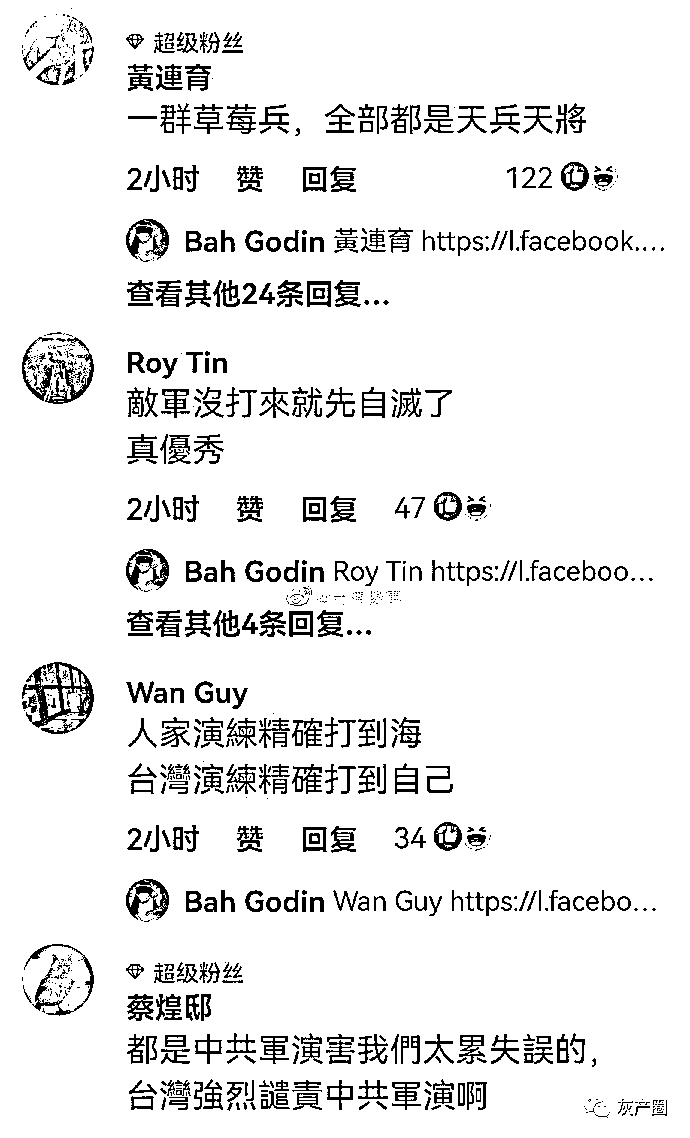 超级粉丝
黃連育
一群草莓兵，全部都是天兵天將
2小时 赞 回复 122
Bah Godin 黃連育 https://l.facebook....
查看其他24条回复...
Roy Tin
敵軍沒打來就先自滅了
真優秀
2小时 赞 回复 47
Bah Godin Roy Tin https://l.faceboo...
查看其他4条回复...
Wan Guy
人家演練精確打到海
台灣演練精確打到自己
2小时 赞 回复 34
Bah Godin Wan Guy https://l.facebo...
超级粉丝
蔡煌邸
都是中共軍演害我們太累失誤的，
台灣強烈譴責中共軍演啊
灰产圈